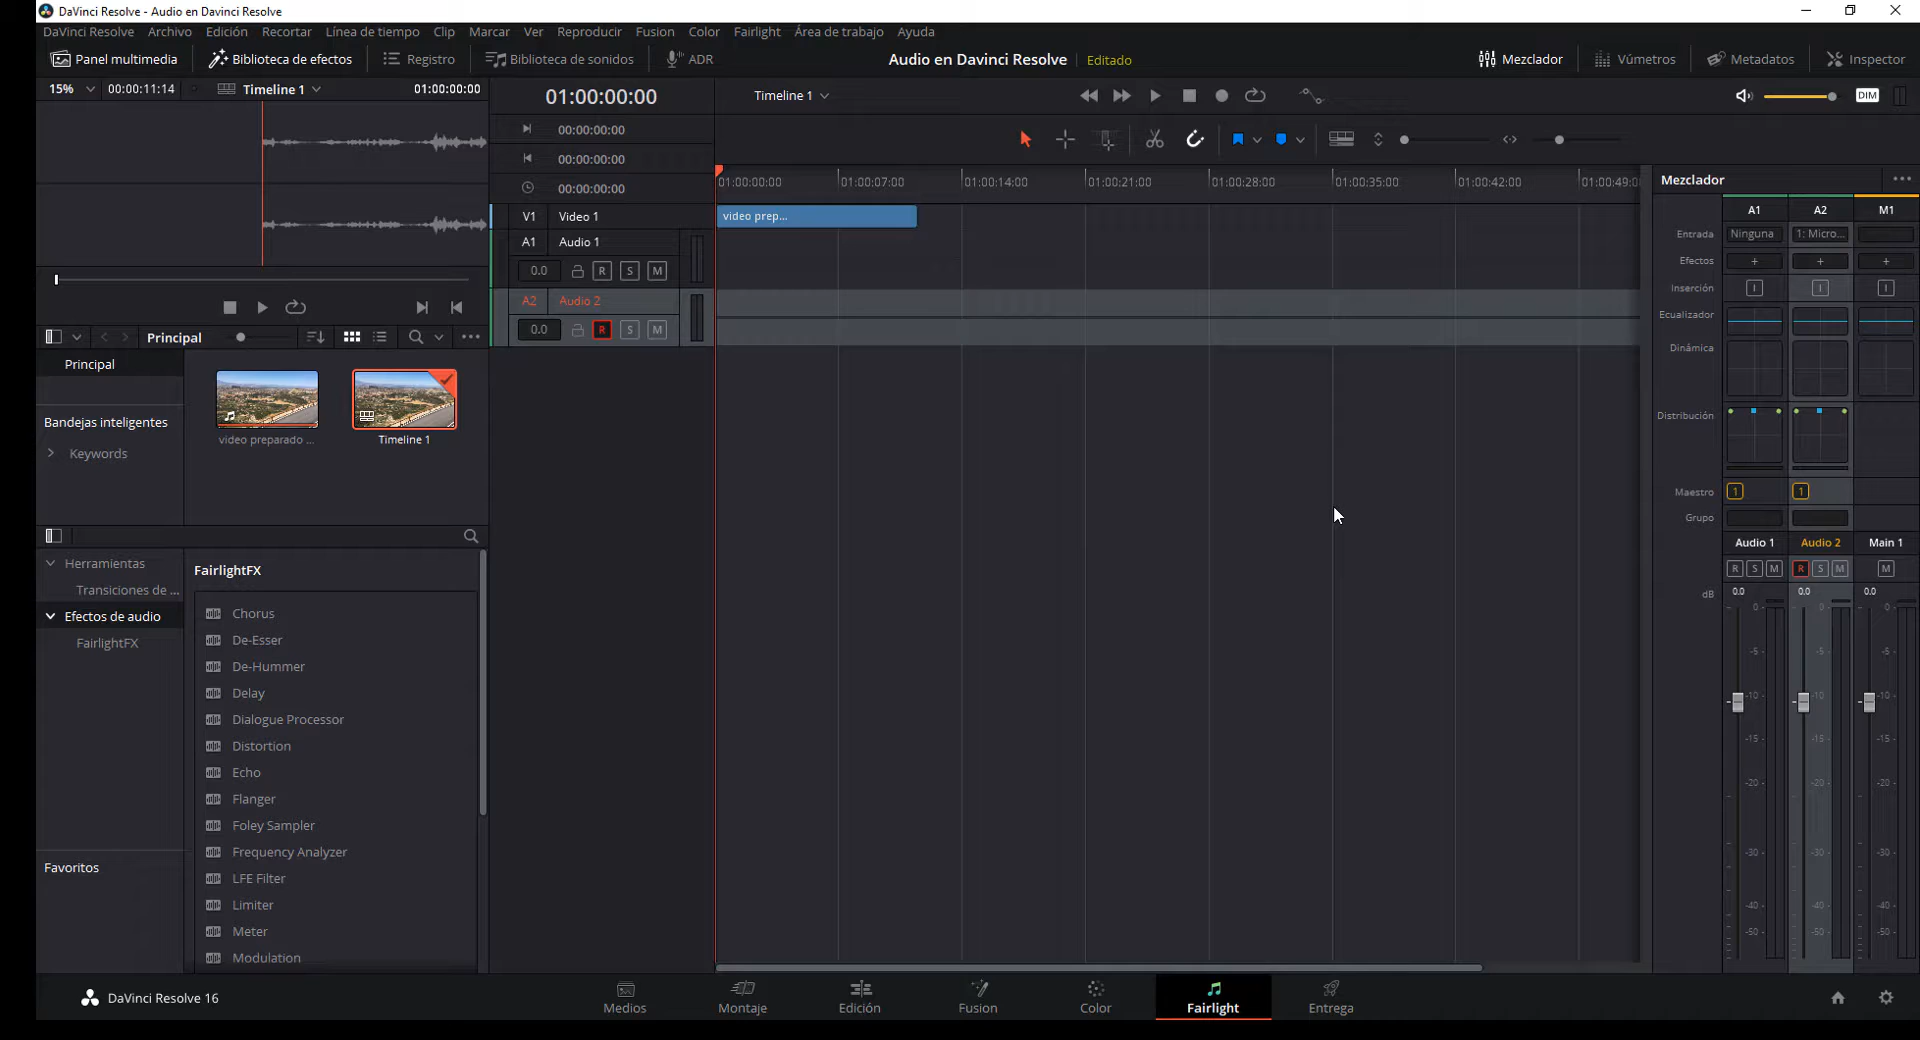 DaVinci Resolve - Audio en DaVinci Resolve
DaVinci Resolve Archivo Edición Recortar Línea de tiempo Clip Marcar Ver Reproducir Fusion Color Fairlight Área de trabajo Ayuda
Panel multimedia Biblioteca de efectos Registro Biblioteca de sonidos ADR Audio en Davinci Resolve Editado Mezclador Vúmetros Metadatos Inspector
15% 00:00:11:14 Timeline 1 01:00:00:00
01:00:00:00 Timeline 1 DIM
00:00:00:00
00:00:00:00
00:00:00:00
01:00:00:00 01:00:07:00 01:00:14:00 01:00:21:00 01:00:28:00 01:00:35:00 01:00:42:00 01:00:49:0
V1 Video 1 video prep...
A1 Audio 1
0.0 R S M
A2 Audio 2
0.0 R S M
Principal
Principal
Bandejas inteligentes
Keywords
video preparado ... Timeline 1
Herramientas
Transiciones de ...
Efectos de audio
FairlightFX
Favoritos
FairlightFX
Chorus
De-Esser
De-Hummer
Delay
Dialogue Processor
Distortion
Echo
Flanger
Foley Sampler
Frequency Analyzer
LFE Filter
Limiter
Meter
Modulation
Mezclador
A1 A2 M1
Entrada Ninguna 1: Micro...
Efectos + + +
Inserción I I I
Ecualizador
Dinámica
Distribución
Maestro 1 1
Grupo
Audio 1 Audio 2 Main 1
R S M R S M M
dB 0.0 0.0 0.0
0- 0- 0-
-5- -5- -5-
-10- -10- -10-
-15- -15- -15-
-20- -20- -20-
-30- -30- -30-
-40- -40- -40-
-50- -50- -50-
DaVinci Resolve 16 Medios Montaje Edición Fusion Color Fairlight Entrega